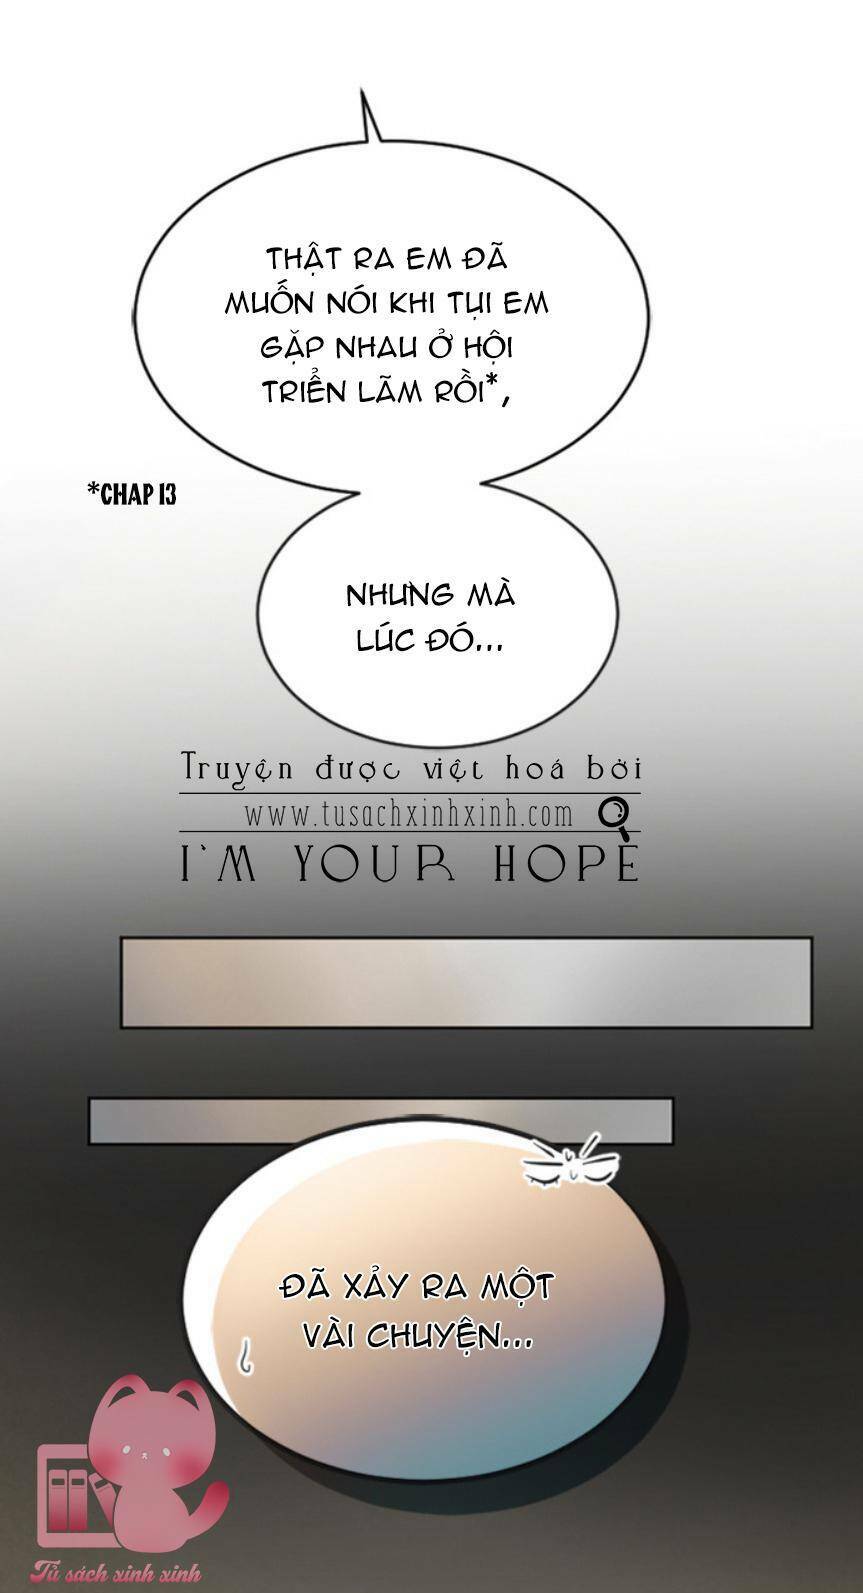 THẬT RA EM ĐÃ
MUỐN NÓI KHI TỤI EM
GẶP NHAU Ở HỘI
TRIỂN LÃM RỒI*,
*CHAP 13
NHƯNG MÀ
LÚC ĐÓ...
Truyện được việt hoá bởi
www.tusachxinhxinh.com
I'M YOUR HOPE
ĐÃ XẢY RA MỘT
VÀI CHUYỆN...
Tủ sách xinh xinh